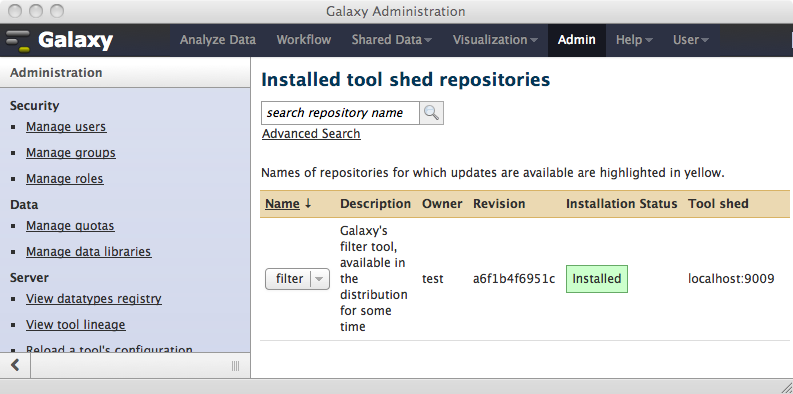 Galaxy Administration
Galaxy
Analyze Data Workflow Shared Data Visualization Admin Help User
Administration
Security
Manage users
Manage groups
Manage roles
Data
Manage quotas
Manage data libraries
Server
View datatypes registry
View tool lineage
Reload a tool's configuration
Installed tool shed repositories
search repository name
Advanced Search
Names of repositories for which updates are available are highlighted in yellow.
Name ↓ Description Owner Revision Installation Status Tool shed
filter
Galaxy's
filter tool,
available in
the
distribution
for some
time
test
a6f1b4f6951c
Installed
localhost:9009